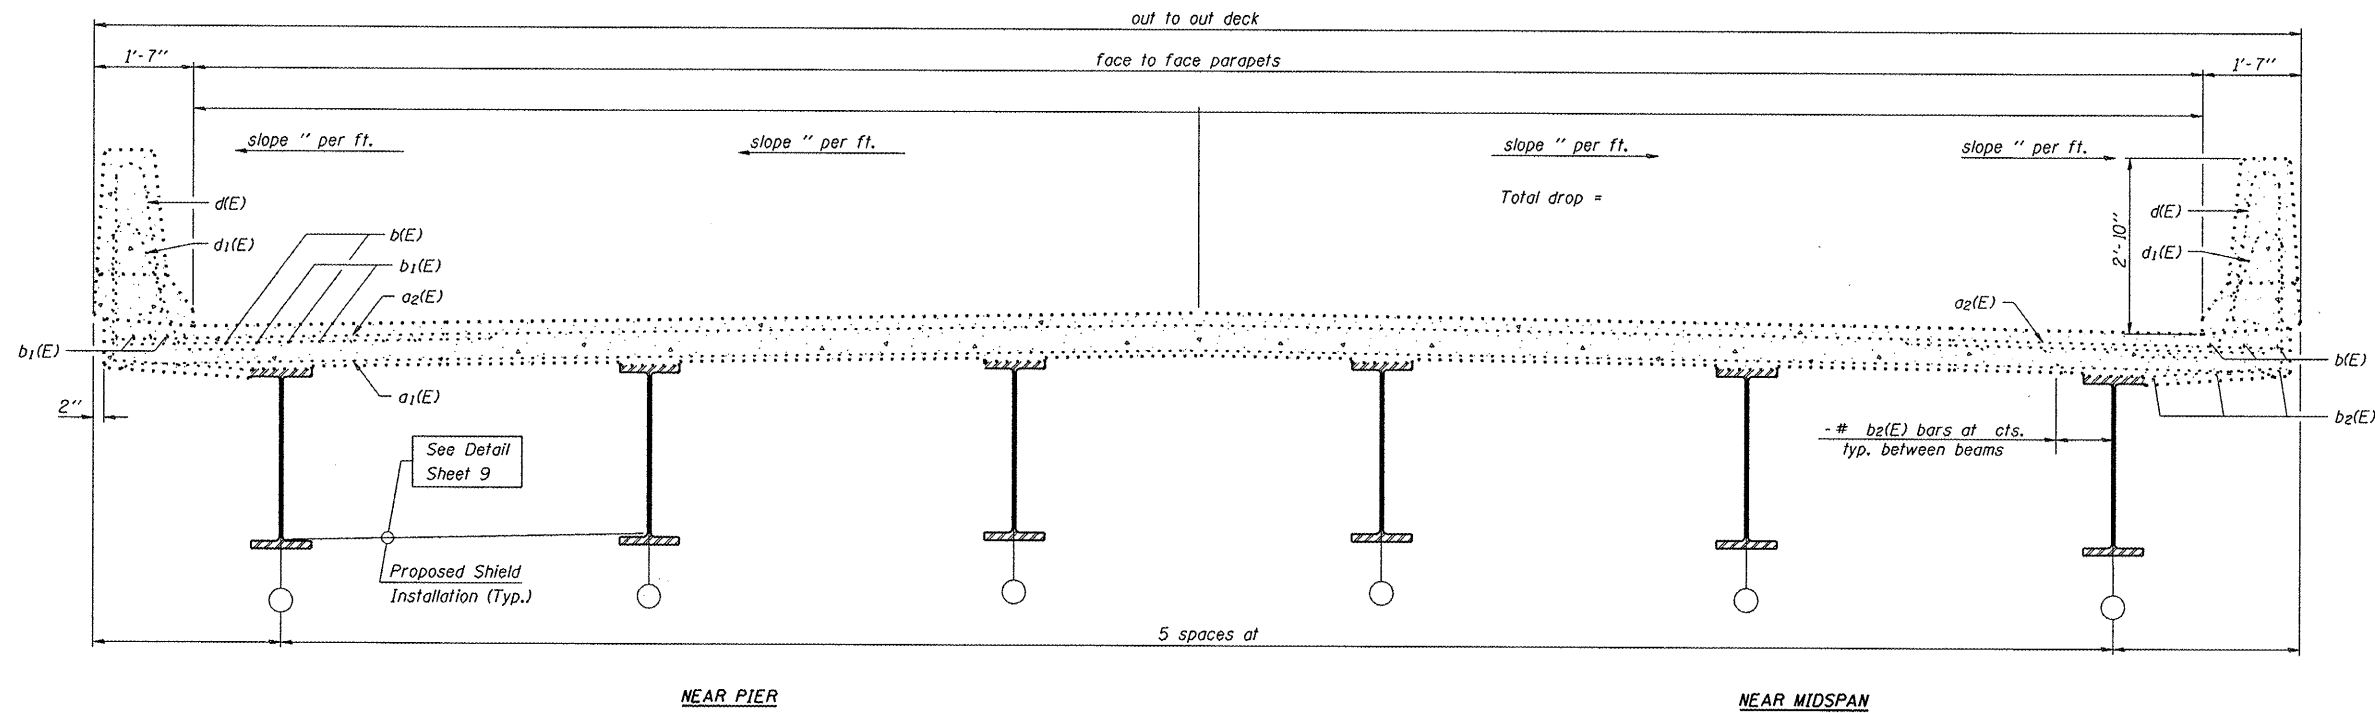 out to out deck
1'-7"
face to face parapets
1'-7"
slope " per ft.
slope " per ft.
slope " per ft.
slope " per ft.
Total drop =
d(E)
d1(E)
b(E)
b1(E)
a2(E)
b1(E)
a1(E)
2"
2'-10"
d(E)
d1(E)
a2(E)
b(E)
b2(E)
- # b2(E) bars at cts.
typ. between beams
See Detail
Sheet 9
Proposed Shield
Installation (Typ.)
5 spaces at
NEAR PIER
NEAR MIDSPAN